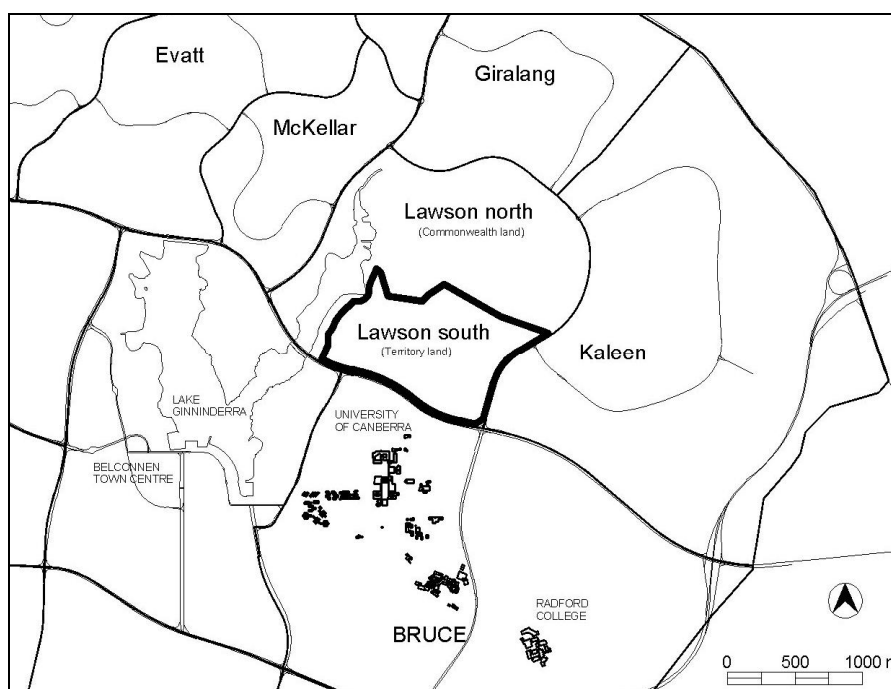 Evatt
Giralang
McKellar
Lawson north
(Commonwealth land)
Lawson south
(Territory land)
Kaleen
LAKE
GINNINDERRA
UNIVERSITY
OF CANBERRA
BELCONNEN
TOWN CENTRE
RADFORD
COLLEGE
BRUCE
0 500 1000 m